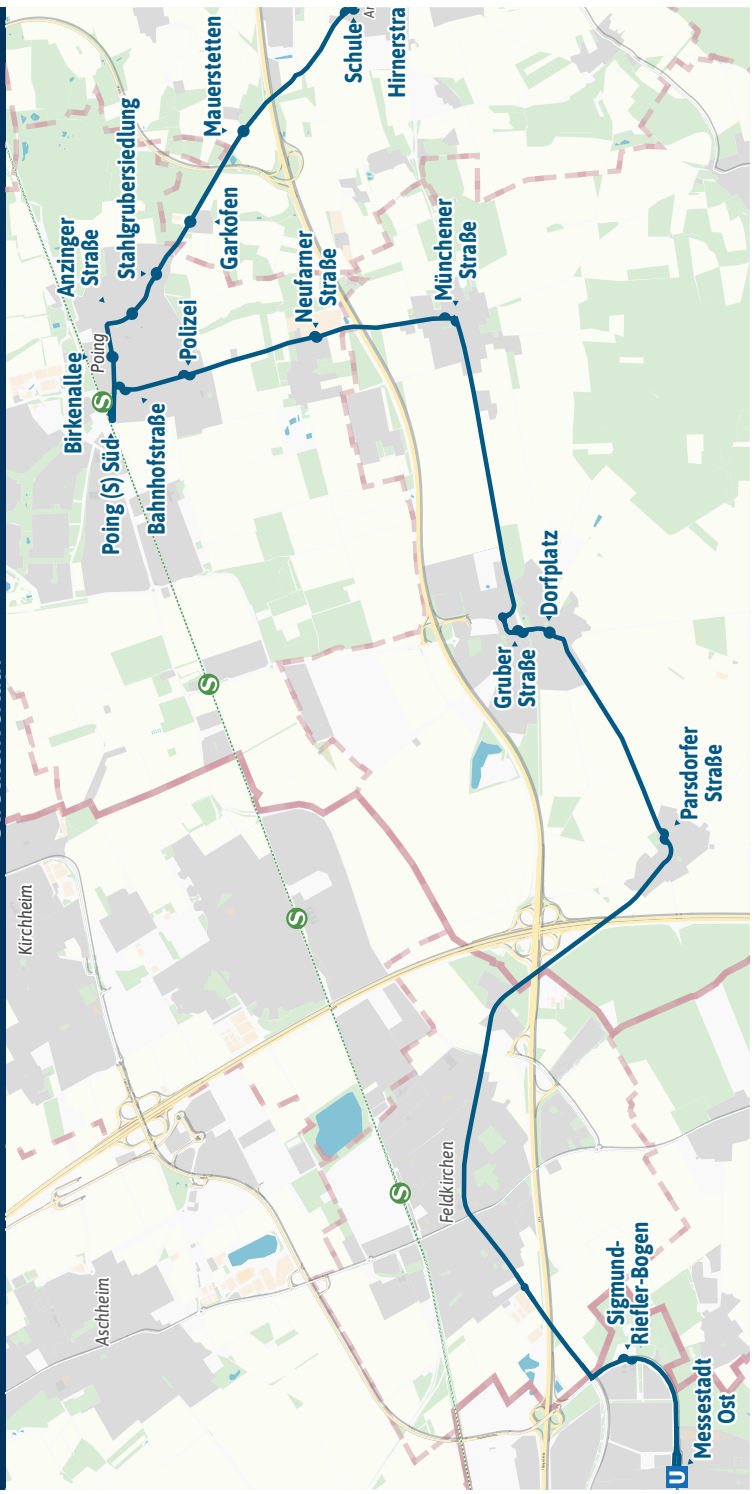 Kirchheim
Aschheim
Feldkirchen
Poing
Messestadt
Ost
Sigmund-
Riefler-Bogen
Parsdorfer
Straße
Dorfplatz
Gruber
Straße
Münchener
Straße
Neufarner
Straße
Polizei
Bahnhofstraße
Poing (S) Süd
Birkenallee
Anzinger
Straße
Stahlgrubersiedlung
Garkofen
Mauerstetten
Schule
Hirnerstra
S
S
S
S
U